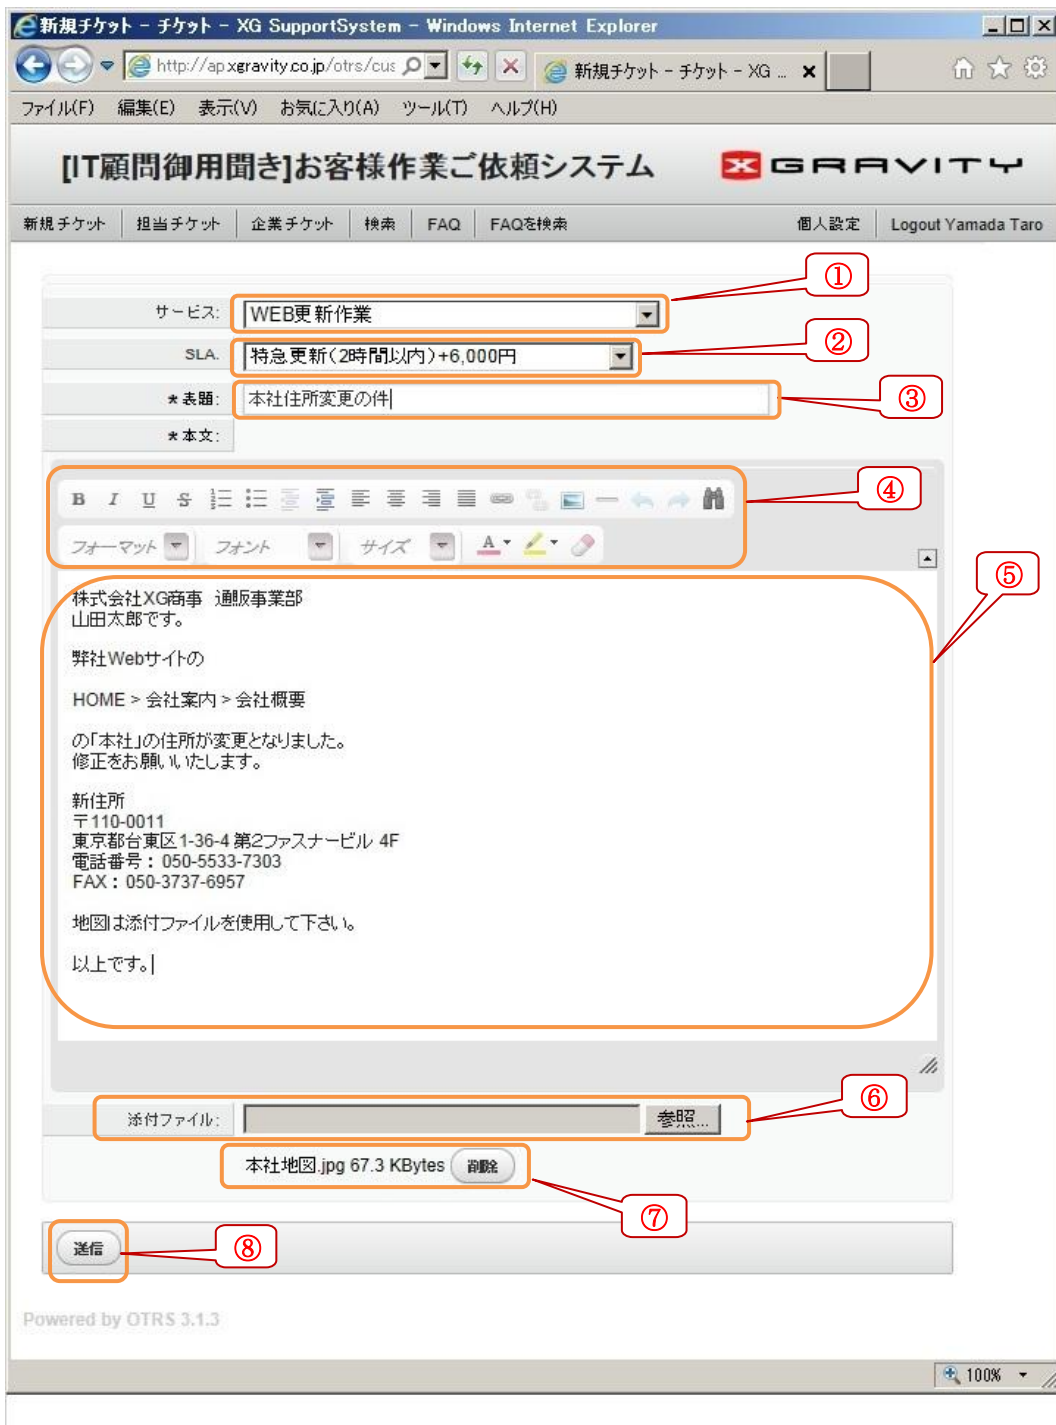 新規チケット - チケット - XG SupportSystem - Windows Internet Explorer
http://ap.xgravity.co.jp/otrs/cus
新規チケット - チケット - XG ...
ファイル(F) 編集(E) 表示(V) お気に入り(A) ツール(T) ヘルプ(H)
[IT顧問御用聞き]お客様作業ご依頼システム
X GRAVITY
新規チケット 担当チケット 企業チケット 検索 FAQ FAQを検索 個人設定 Logout Yamada Taro
①
サービス: WEB更新作業
②
SLA. 特急更新(2時間以内)+6,000円
③
*表題: 本社住所変更の件
*本文:
④
B I U S
フォーマット フォント サイズ A
⑤
株式会社XG商事 通販事業部
山田太郎です。
弊社Webサイトの
HOME > 会社案内 > 会社概要
の「本社」の住所が変更となりました。
修正をお願いいたします。
新住所
〒110-0011
東京都台東区1-36-4 第2ファスナービル 4F
電話番号: 050-5533-7303
FAX: 050-3737-6957
地図は添付ファイルを使用して下さい。
以上です。
⑥
添付ファイル: 参照...
本社地図.jpg 67.3 KBytes 削除
⑦
送信 ⑧
Powered by OTRS 3.1.3
100%